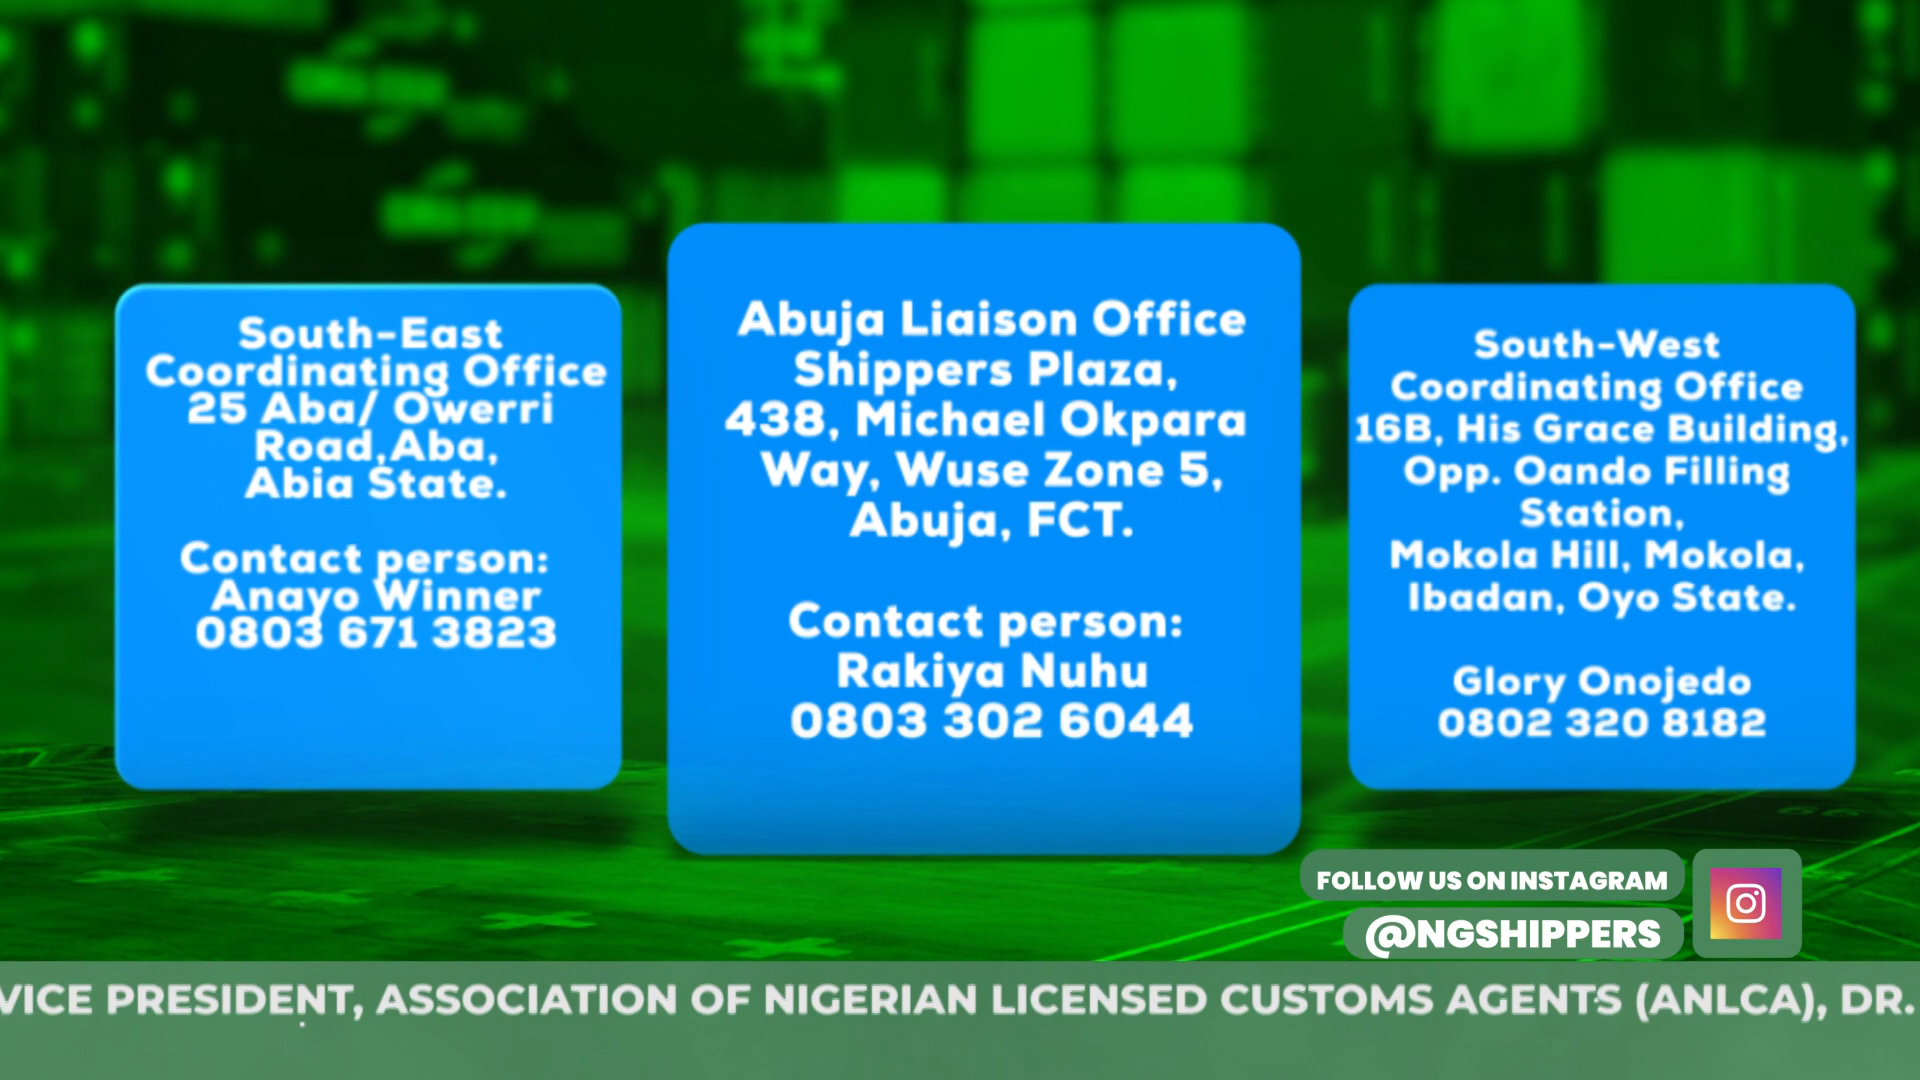 South-East
Coordinating Office
25 Aba/ Owerri
Road,Aba,
Abia State.
Contact person:
Anayo Winner
0803 671 3823
Abuja Liaison Office
Shippers Plaza,
438, Michael Okpara
Way, Wuse Zone 5,
Abuja, FCT.
Contact person:
Rakiya Nuhu
0803 302 6044
South-West
Coordinating Office
16B, His Grace Building,
Opp. Oando Filling
Station,
Mokola Hill, Mokola,
Ibadan, Oyo State.
Glory Onojedo
0802 320 8182
FOLLOW US ON INSTAGRAM
@NGSHIPPERS
VICE PRESIDENT, ASSOCIATION OF NIGERIAN LICENSED CUSTOMS AGENTS (ANLCA), DR.